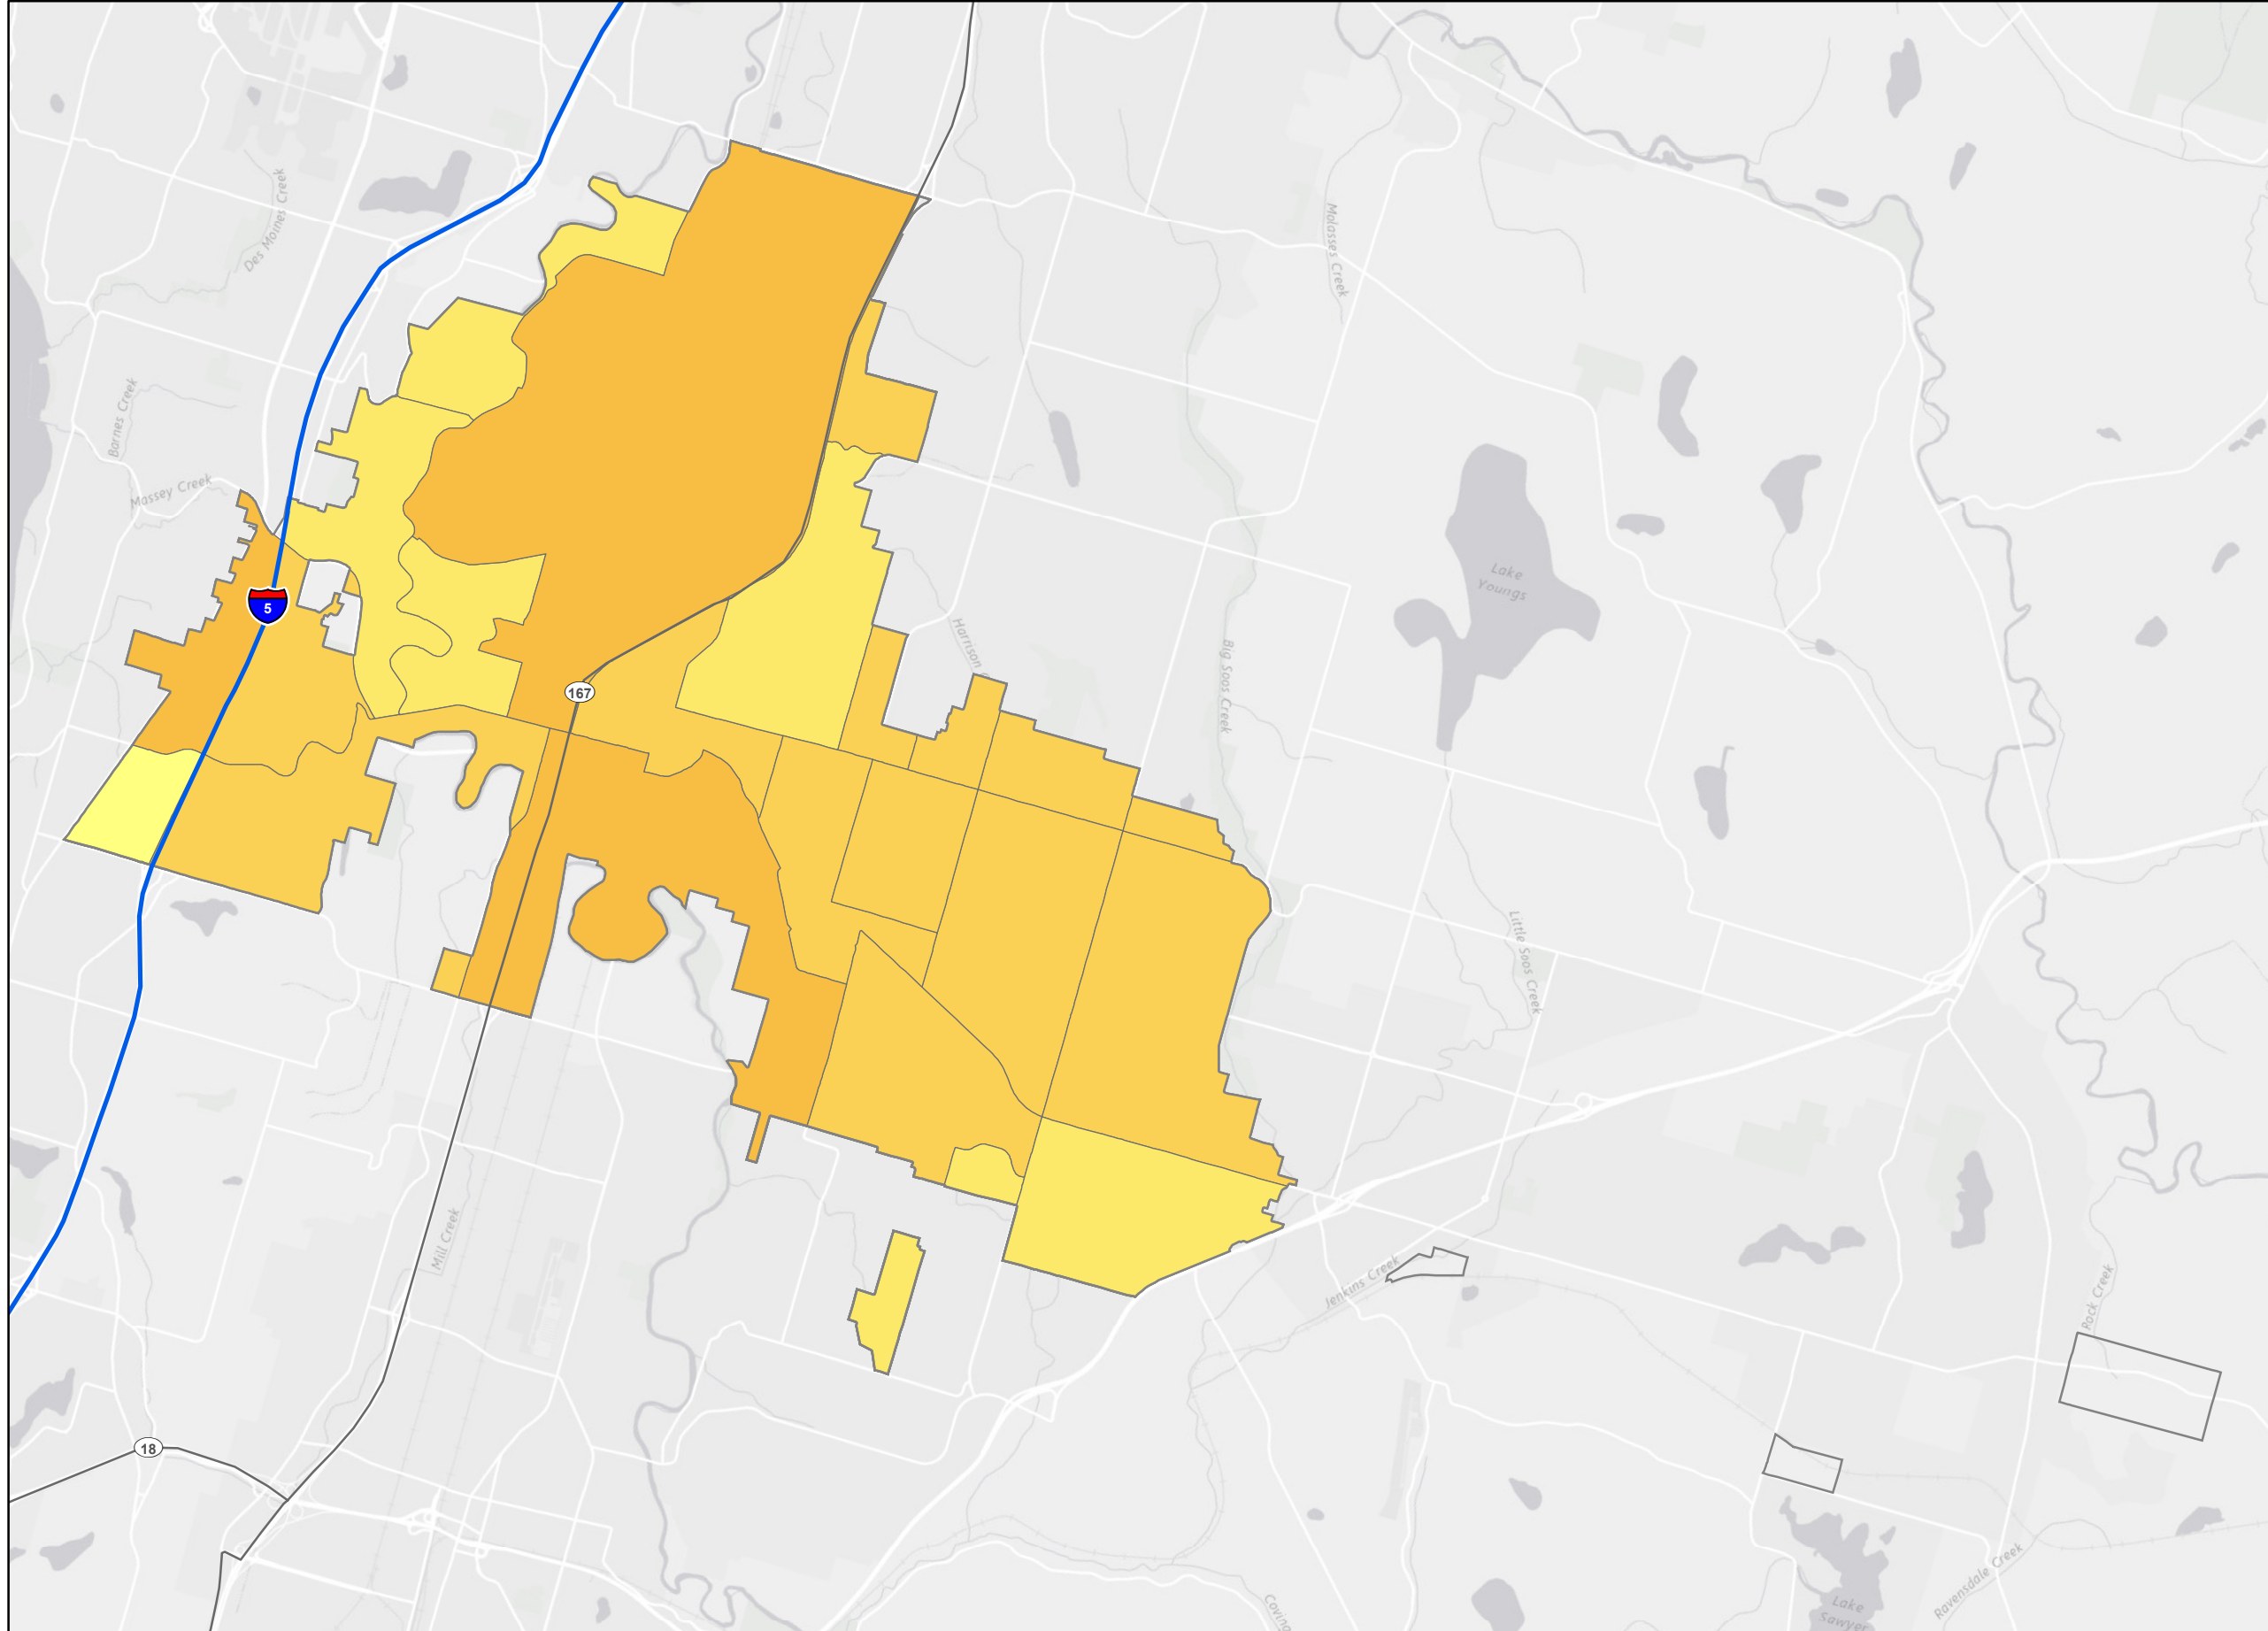 Des Moines Creek
Molasses Creek
Barnes Creek
Massey Creek
Lake
Youngs
5
Harrison
Big Soos Creek
167
Little Soos Creek
Mill Creek
Jenkins Creek
Rock Creek
18
Ravensdale Creek
Coving
Lake
Sawyer